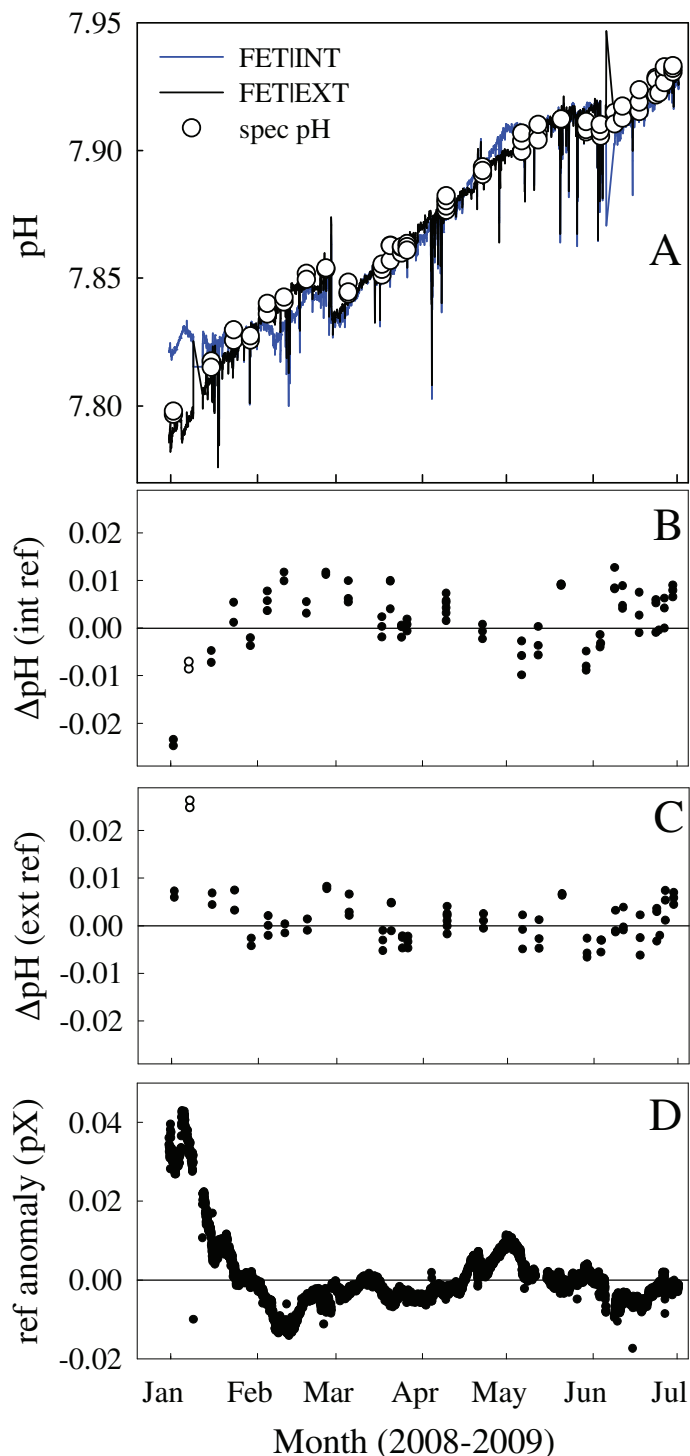 7.95
FET|INT
FET|EXT
spec pH
7.90
pH
A
7.85
7.80
B
0.02
0.01
0.00
-0.01
-0.02
ΔpH (int ref)
C
0.02
0.01
0.00
-0.01
-0.02
ΔpH (ext ref)
D
0.04
0.02
0.00
-0.02
ref anomaly (pX)
Jan Feb Mar Apr May Jun Jul
Month (2008-2009)